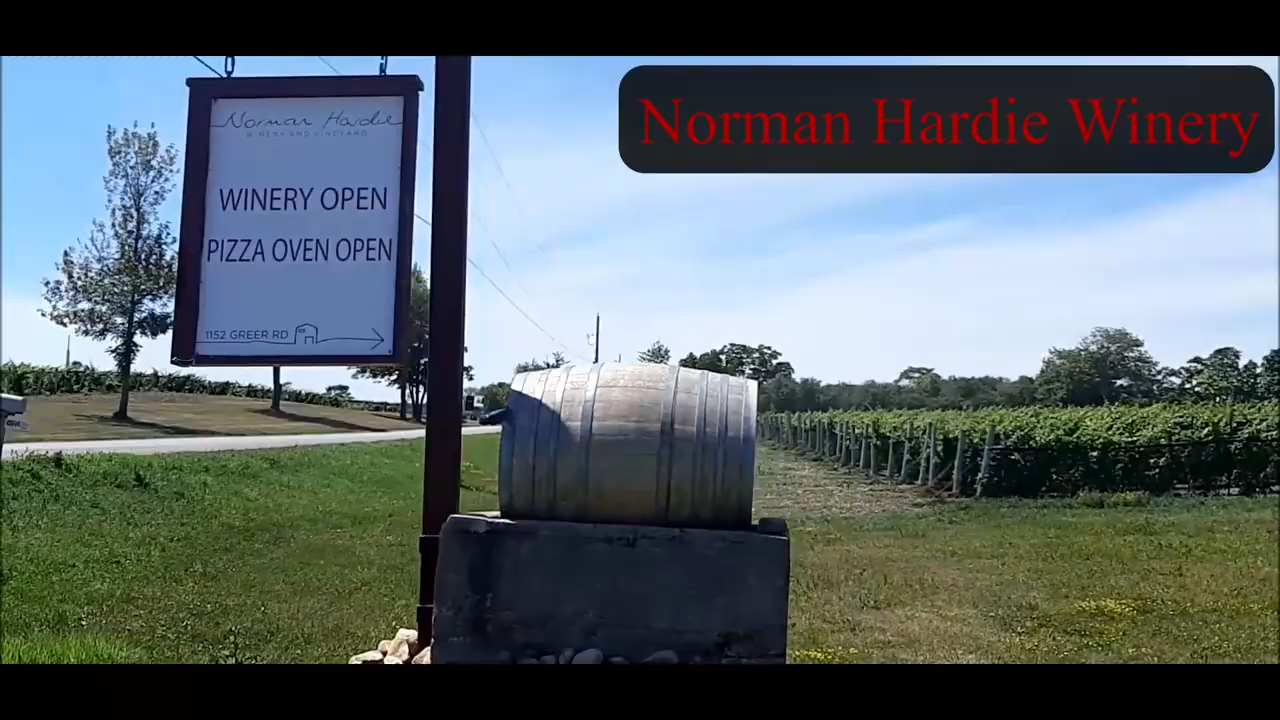 Norman Hardie
WINERY AND VINEYARD
WINERY OPEN
PIZZA OVEN OPEN
1152 GREER RD
Norman Hardie Winery